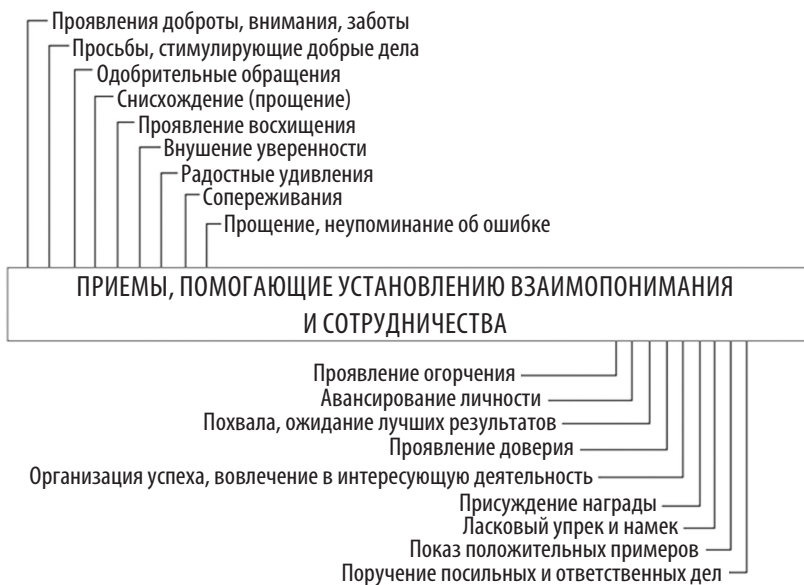 Проявления доброты, внимания, заботы
Просьбы, стимулирующие добрые дела
Одобрительные обращения
Снисхождение (прощение)
Проявление восхищения
Внушение уверенности
Радостные удивления
Сопереживания
Прощение, неупоминание об ошибке
ПРИЕМЫ, ПОМОГАЮЩИЕ УСТАНОВЛЕНИЮ ВЗАИМОПОНИМАНИЯ
И СОТРУДНИЧЕСТВА
Проявление огорчения
Авансирование личности
Похвала, ожидание лучших результатов
Проявление доверия
Организация успеха, вовлечение в интересующую деятельность
Присуждение награды
Ласковый упрек и намек
Показ положительных примеров
Поручение посильных и ответственных дел